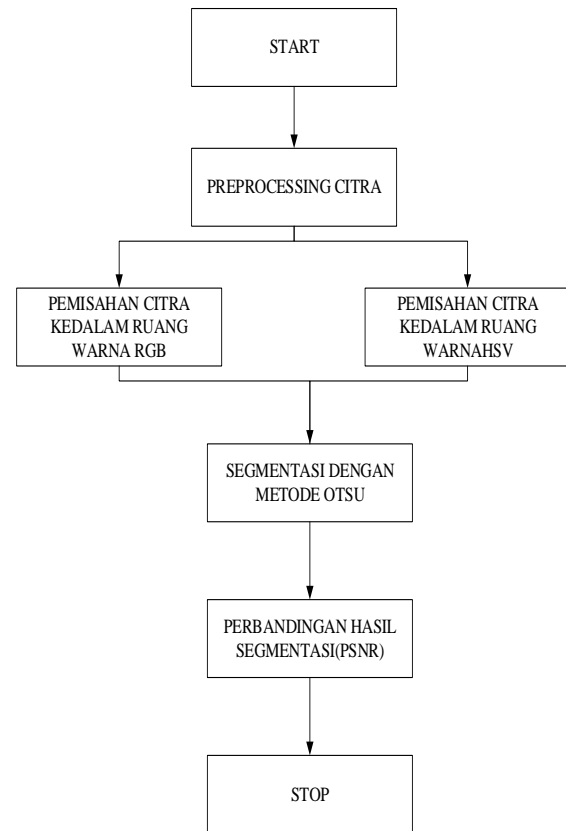 START
PREPROCESSING CITRA
PEMISAHAN CITRA
KEDALAM RUANG
WARNA RGB
PEMISAHAN CITRA
KEDALAM RUANG
WARNAHSV
SEGMENTASI DENGAN
METODE OTSU
PERBANDINGAN HASIL
SEGMENTASI(PSNR)
STOP